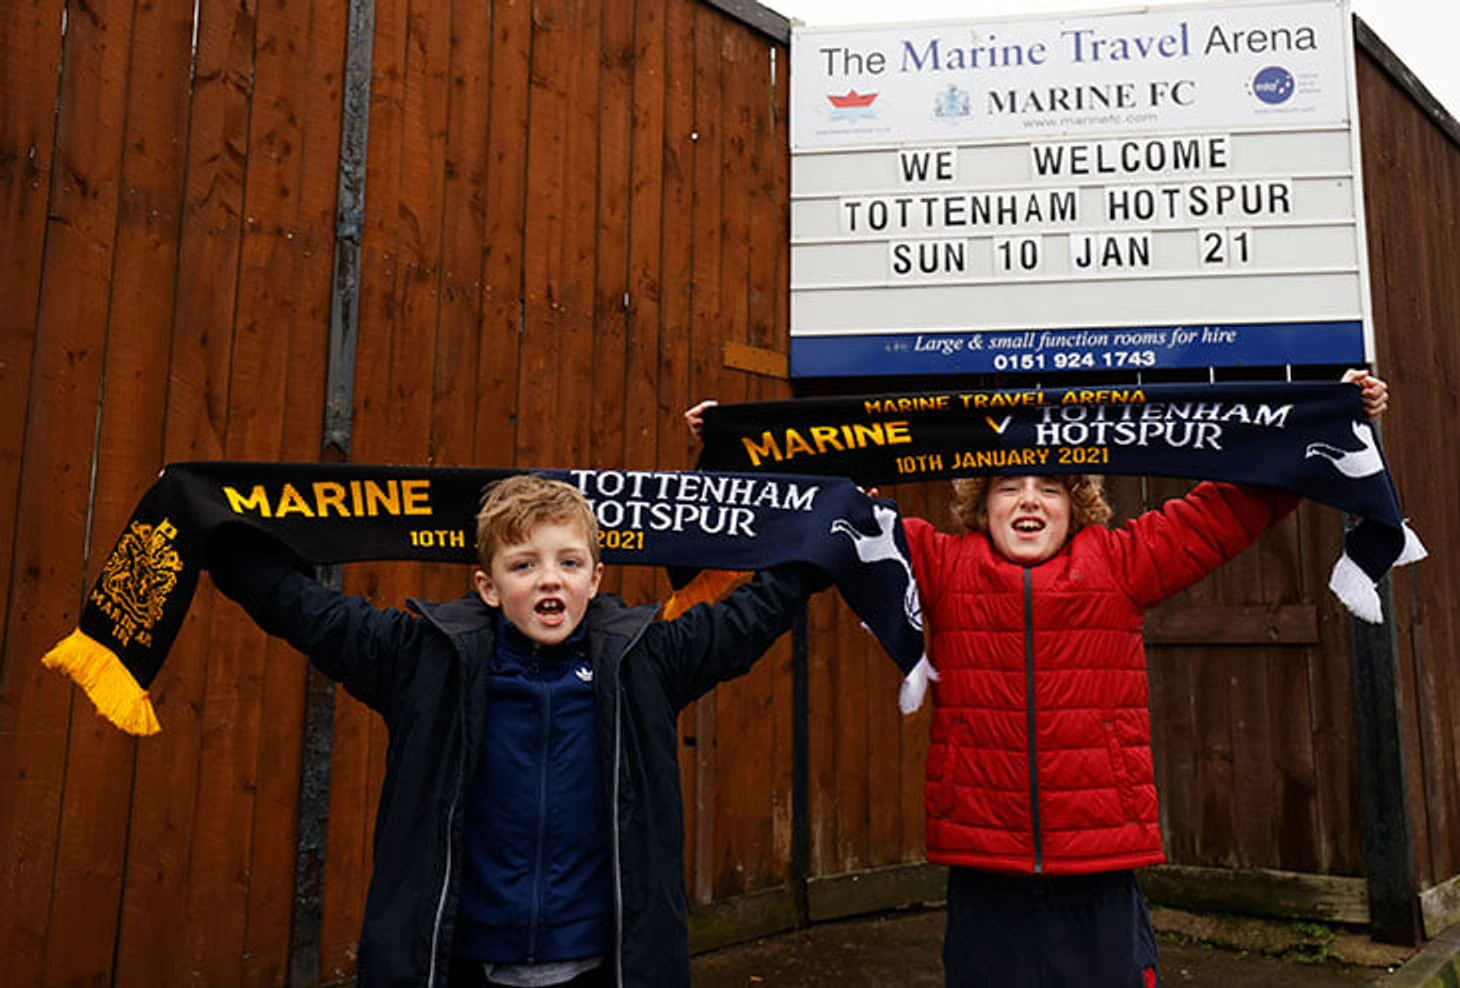 The Marine Travel Arena
MARINE FC
www.marinefc.com
WE WELCOME
TOTTENHAM HOTSPUR
SUN 10 JAN 21
Large & small function rooms for hire
0151 924 1743
MARINE TRAVEL ARENA
MARINE V TOTTENHAM
HOTSPUR
10TH JANUARY 2021
MARINE TOTTENHAM
HOTSPUR
10TH 2021